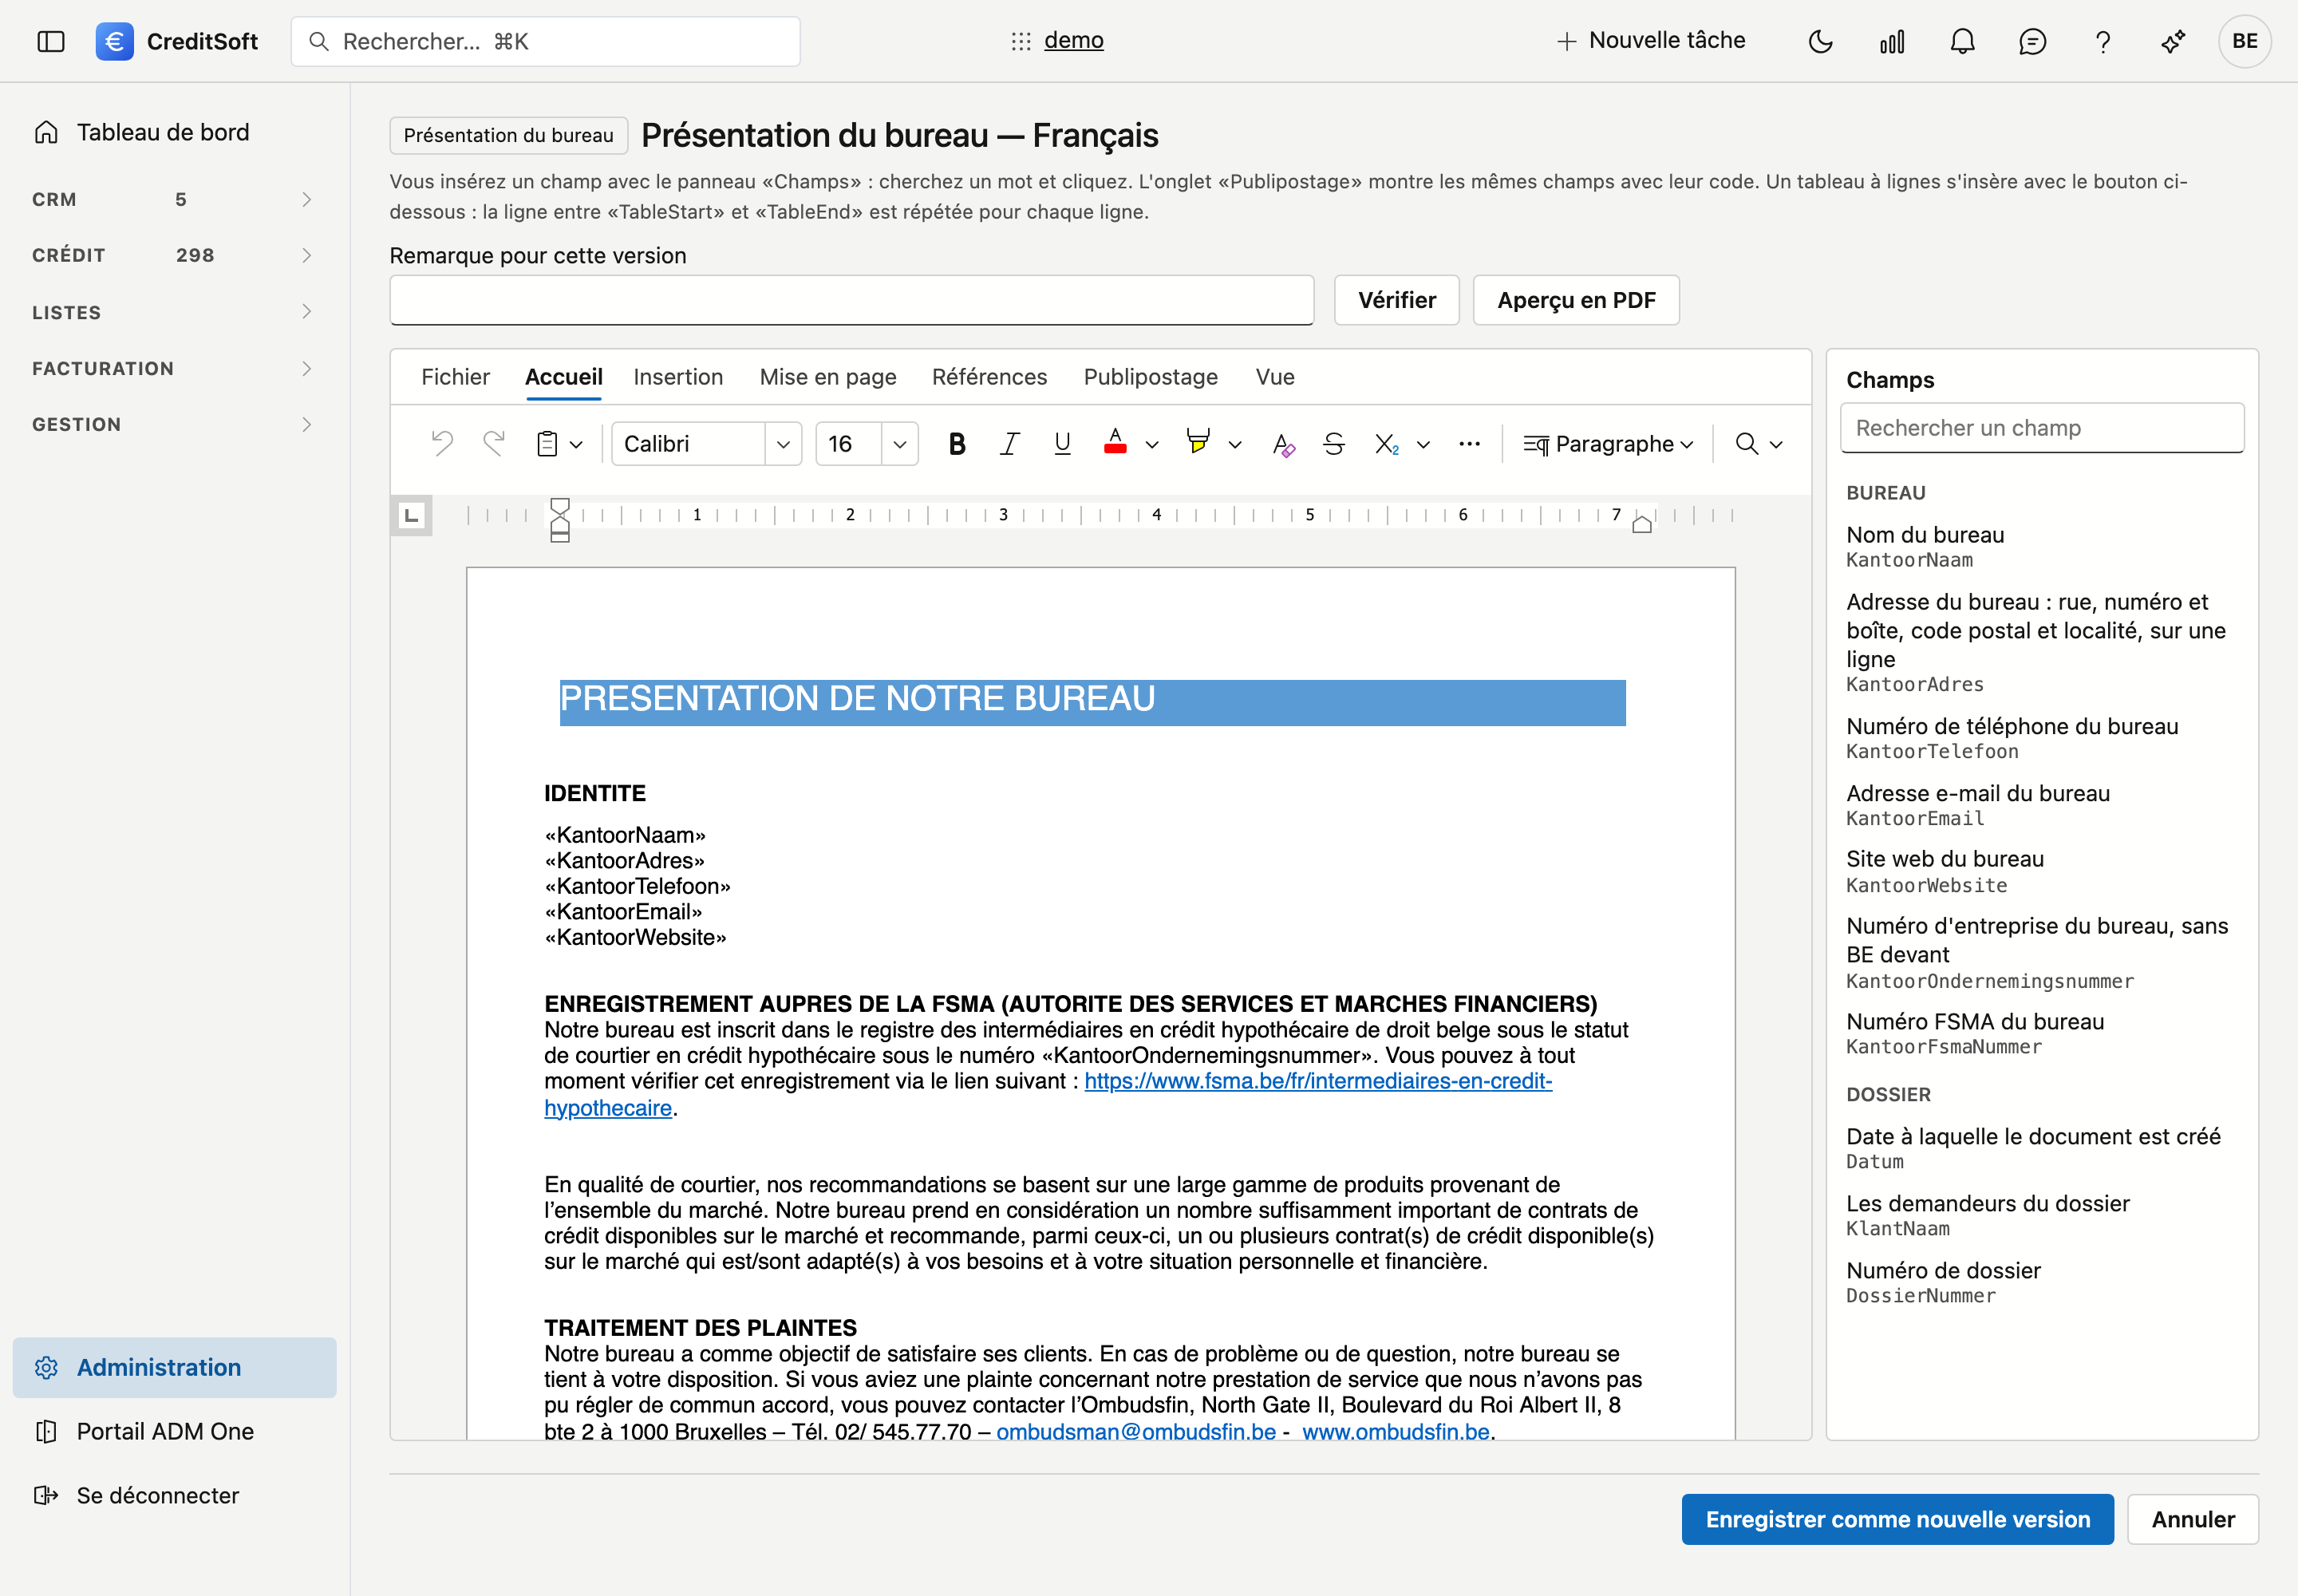 CreditSoft
Rechercher... ⌘K
demo
Nouvelle tâche
BE
Tableau de bord
CRM 5
CRÉDIT 298
LISTES
FACTURATION
GESTION
Administration
Portail ADM One
Se déconnecter
Présentation du bureau
Présentation du bureau — Français
Vous insérez un champ avec le panneau «Champs» : cherchez un mot et cliquez. L'onglet «Publipostage» montre les mêmes champs avec leur code. Un tableau à lignes s'insère avec le bouton ci-
dessous : la ligne entre «TableStart» et «TableEnd» est répétée pour chaque ligne.
Remarque pour cette version
Vérifier
Aperçu en PDF
Fichier Accueil Insertion Mise en page Références Publipostage Vue
Calibri 16 Paragraphe
1 2 3 4 5 6 7
PRESENTATION DE NOTRE BUREAU
IDENTITE
«KantoorNaam»
«KantoorAdres»
«KantoorTelefoon»
«KantoorEmail»
«KantoorWebsite»
ENREGISTREMENT AUPRES DE LA FSMA (AUTORITE DES SERVICES ET MARCHES FINANCIERS)
Notre bureau est inscrit dans le registre des intermédiaires en crédit hypothécaire de droit belge sous le statut
de courtier en crédit hypothécaire sous le numéro «KantoorOndernemingsnummer». Vous pouvez à tout
moment vérifier cet enregistrement via le lien suivant : https://www.fsma.be/fr/intermediaires-en-credit-
hypothecaire.
En qualité de courtier, nos recommandations se basent sur une large gamme de produits provenant de
l’ensemble du marché. Notre bureau prend en considération un nombre suffisamment important de contrats de
crédit disponibles sur le marché et recommande, parmi ceux-ci, un ou plusieurs contrat(s) de crédit disponible(s)
sur le marché qui est/sont adapté(s) à vos besoins et à votre situation personnelle et financière.
TRAITEMENT DES PLAINTES
Notre bureau a comme objectif de satisfaire ses clients. En cas de problème ou de question, notre bureau se
tient à votre disposition. Si vous aviez une plainte concernant notre prestation de service que nous n’avons pas
pu régler de commun accord, vous pouvez contacter l’Ombudsfin, North Gate II, Boulevard du Roi Albert II, 8
bte 2 à 1000 Bruxelles – Tél. 02/ 545.77.70 – ombudsman@ombudsfin.be - www.ombudsfin.be.
Champs
Rechercher un champ
BUREAU
Nom du bureau
KantoorNaam
Adresse du bureau : rue, numéro et
boîte, code postal et localité, sur une
ligne
KantoorAdres
Numéro de téléphone du bureau
KantoorTelefoon
Adresse e-mail du bureau
KantoorEmail
Site web du bureau
KantoorWebsite
Numéro d'entreprise du bureau, sans
BE devant
KantoorOndernemingsnummer
Numéro FSMA du bureau
KantoorFsmaNummer
DOSSIER
Date à laquelle le document est créé
Datum
Les demandeurs du dossier
KlantNaam
Numéro de dossier
DossierNummer
Enregistrer comme nouvelle version
Annuler